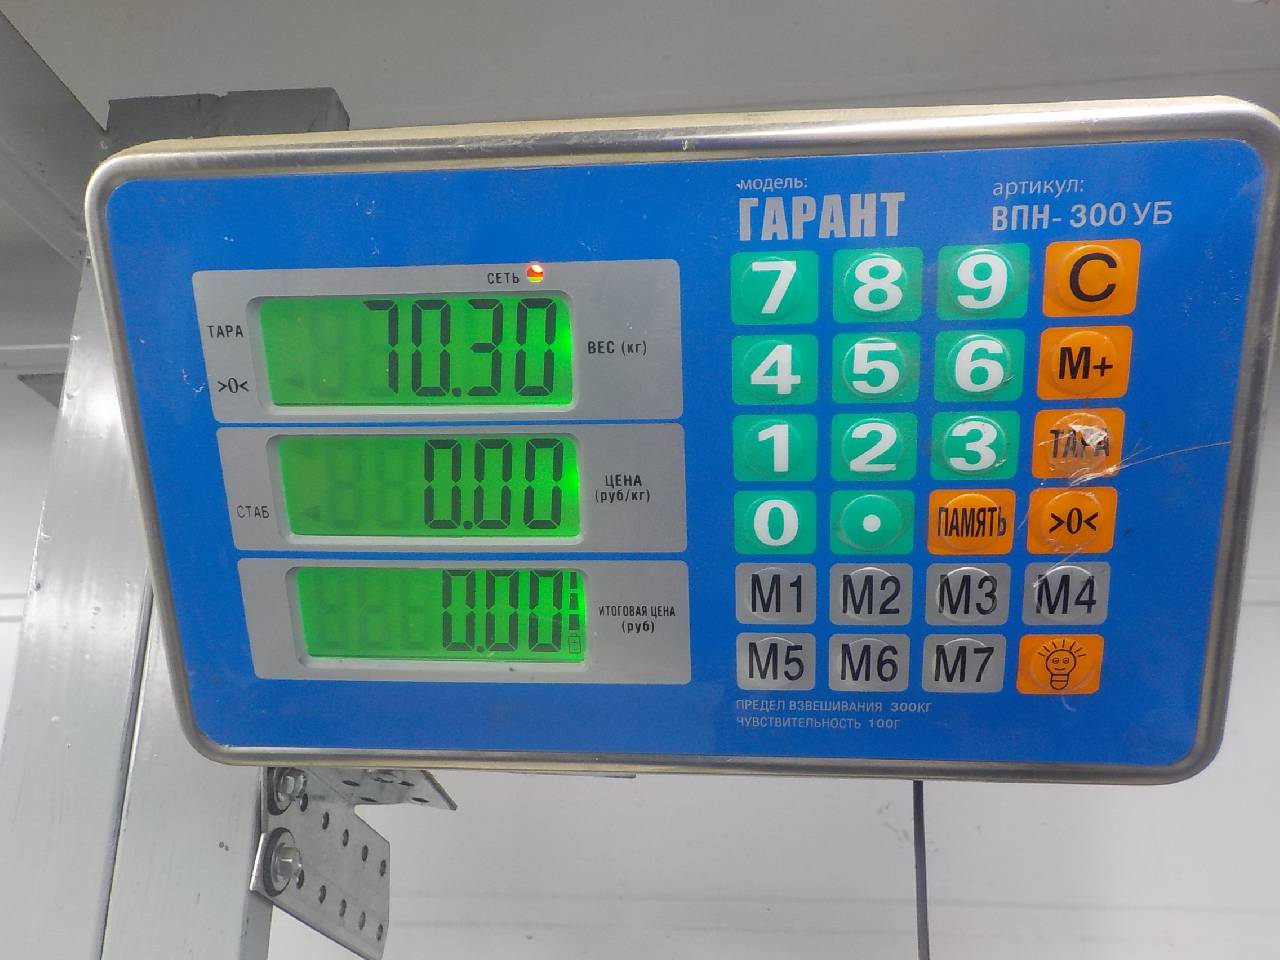 модель:
ГАРАНТ
артикул:
ВПН- 300 УБ
СЕТЬ
ТАРА
>0<
70.30
ВЕС (кг)
СТАБ
0.00
ЦЕНА
(руб/кг)
0.00
ИТОГОВАЯ ЦЕНА
(руб)
7 8 9 C
4 5 6 M+
1 2 3 ТАРА
0 . ПАМЯТЬ >0<
M1 M2 M3 M4
M5 M6 M7
ПРЕДЕЛ ВЗВЕШИВАНИЯ 300КГ
ЧУВСТВИТЕЛЬНОСТЬ 100Г